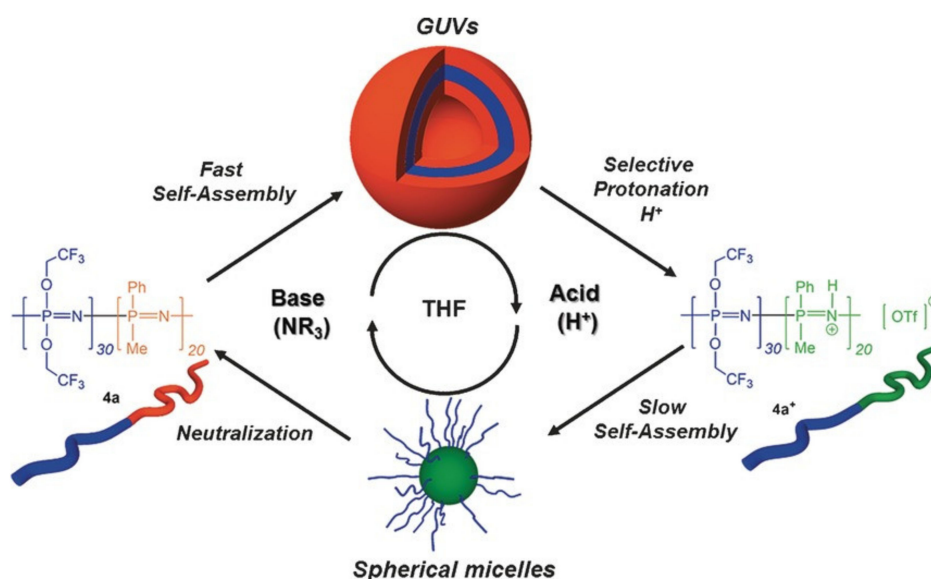 GUVs
Fast
Self-Assembly
Selective
Protonation
H⁺
CF₃
O
P=N
O
CF₃
30
Ph
P=N
Me
20
4a
Base
(NR₃)
THF
Acid
(H⁺)
CF₃
O
P=N
O
CF₃
30
Ph
H
P=N
⊕
Me
20
[OTf]
4a⁺
Neutralization
Slow
Self-Assembly
Spherical micelles